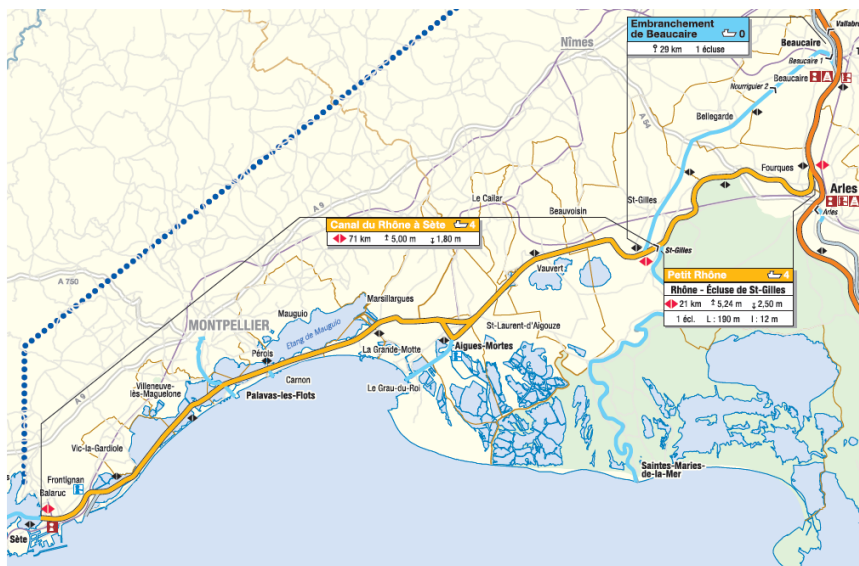 Embranchement
de Beaucaire 0
29 km 1 écluse
Vallabr
Beaucaire
Beaucaire 1
Beaucaire
Nîmes
Nourriguier 2
Bellegarde
A 54
Fourques
Arles
Arles
Le Cailar
Beauvoisin
St-Gilles
A 9
Canal du Rhône à Sète 4
71 km 5,00 m 1,80 m
St-Gilles
Vauvert
Petit Rhône 4
Rhône - Écluse de St-Gilles
21 km 5,24 m 2,50 m
1 écl. L : 190 m l : 12 m
A 750
Marsillargues
Mauguio
MONTPELLIER
Etang de Mauguio
St-Laurent-d'Aigouze
Pérols
La Grande-Motte
Aigues-Mortes
Carnon
Le Grau-du-Roi
Villeneuve-
lès-Maguelone
Palavas-les-Flots
A 9
Vic-la-Gardiole
Saintes-Maries-
de-la-Mer
Frontignan
Balaruc
Sète